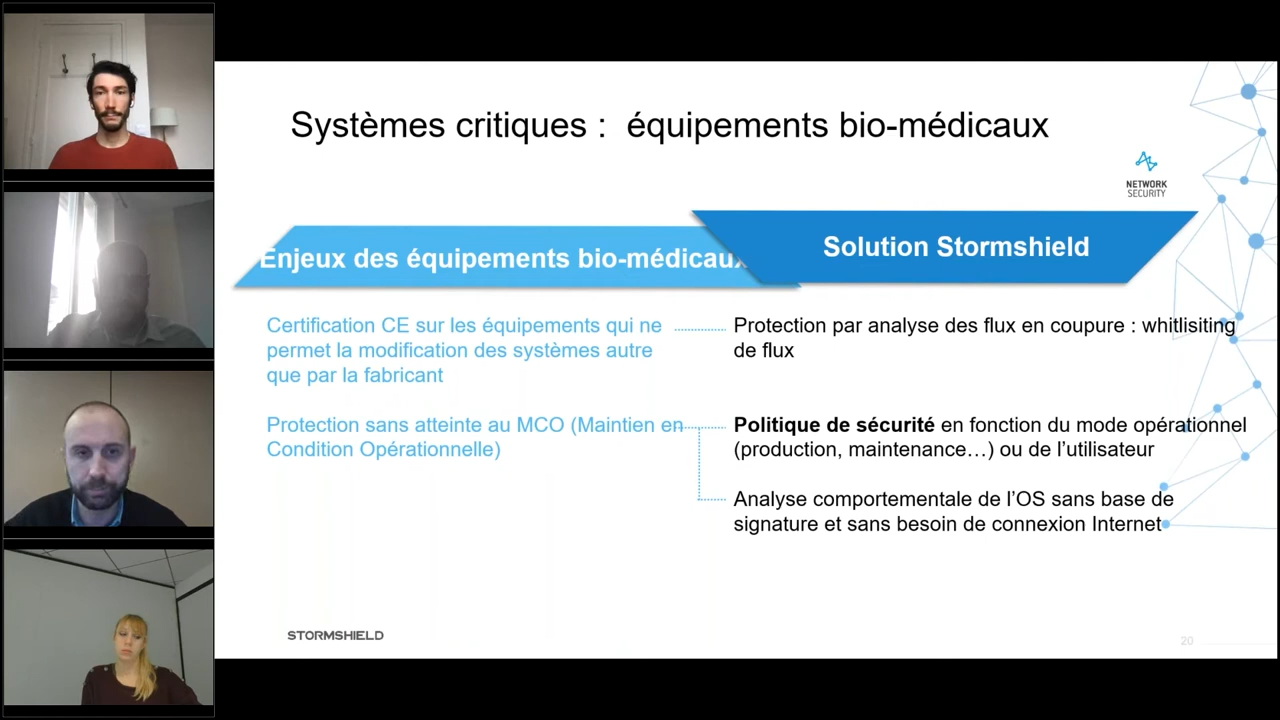 Systèmes critiques :  équipements bio-médicaux
NETWORK
SECURITY
Enjeux des équipements bio-médicaux
Solution Stormshield
Certification CE sur les équipements qui ne
permet la modification des systèmes autre
que par la fabricant
Protection par analyse des flux en coupure : whitlisiting
de flux
Protection sans atteinte au MCO (Maintien en
Condition Opérationnelle)
Politique de sécurité en fonction du mode opérationnel
(production, maintenance…) ou de l’utilisateur
Analyse comportementale de l’OS sans base de
signature et sans besoin de connexion Internet
STORMSHIELD
20